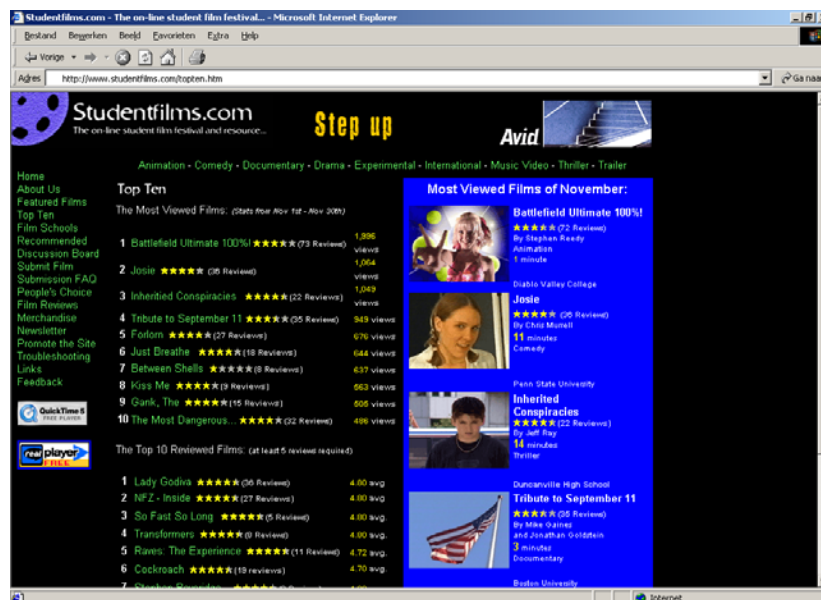 Studentfilms.com - The on-line student film festival... - Microsoft Internet Explorer
Bestand Bewerken Beeld Favorieten Extra Help
Vorige
Adres http://www.studentfilms.com/topten.htm Ga naar
Studentfilms.com
The on-line student film festival and resource...
Step up
Avid
Animation - Comedy - Documentary - Drama - Experimental - International - Music Video - Thriller - Trailer
Home
About Us
Featured Films
Top Ten
Film Schools
Recommended
Discussion Board
Submit Film
Submission FAQ
People's Choice
Film Reviews
Merchandise
Newsletter
Promote the Site
Troubleshooting
Links
Feedback
QuickTime 5
FREE PLAYER
real player
FREE
Top Ten
The Most Viewed Films: (Stats from Nov 1st - Nov 30th)
1 Battlefield Ultimate 100%! ★★★★★ (73 Reviews) 1,396 views
2 Josie ★★★★★ (36 Reviews) 1,064 views
3 Inheritied Conspiracies ★★★★★ (22 Reviews) 1,049 views
4 Tribute to September 11 ★★★★★ (35 Reviews) 949 views
5 Forlorn ★★★★★ (27 Reviews) 676 views
6 Just Breathe ★★★★★ (18 Reviews) 644 views
7 Between Shells ★★★★★ (8 Reviews) 637 views
8 Kiss Me ★★★★★ (9 Reviews) 563 views
9 Gank, The ★★★★★ (15 Reviews) 505 views
10 The Most Dangerous... ★★★★★ (32 Reviews) 486 views
The Top 10 Reviewed Films: (at least 5 reviews required)
1 Lady Godiva ★★★★★ (36 Reviews) 4.80 avg.
2 NFZ - Inside ★★★★★ (27 Reviews) 4.80 avg.
3 So Fast So Long ★★★★★ (5 Reviews) 4.80 avg.
4 Transformers ★★★★★ Reviews) 4.80 avg.
5 Raves: The Experience ★★★★★ (11 Reviews) 4.72 avg.
6 Cockroach ★★★★★ (19 reviews) 4.70 avg.
7
Most Viewed Films of November:
Battlefield Ultimate 100%!
★★★★★ (72 Reviews)
By Stephan Reedy
Animation
1 minute
Diablo Valley College
Josie
★★★★★ (36 Reviews)
By Chris Murrell
11 minutes
Comedy
Penn State University
Inherited
Conspiracies
★★★★★ (22 Reviews)
By Jeff Ray
14 minutes
Thriller
Duncanville High School
Tribute to September 11
★★★★★ (35 Reviews)
By Mike Gaines
and Jonathan Goldstein
3 minutes
Documentary
Boston University
Internet